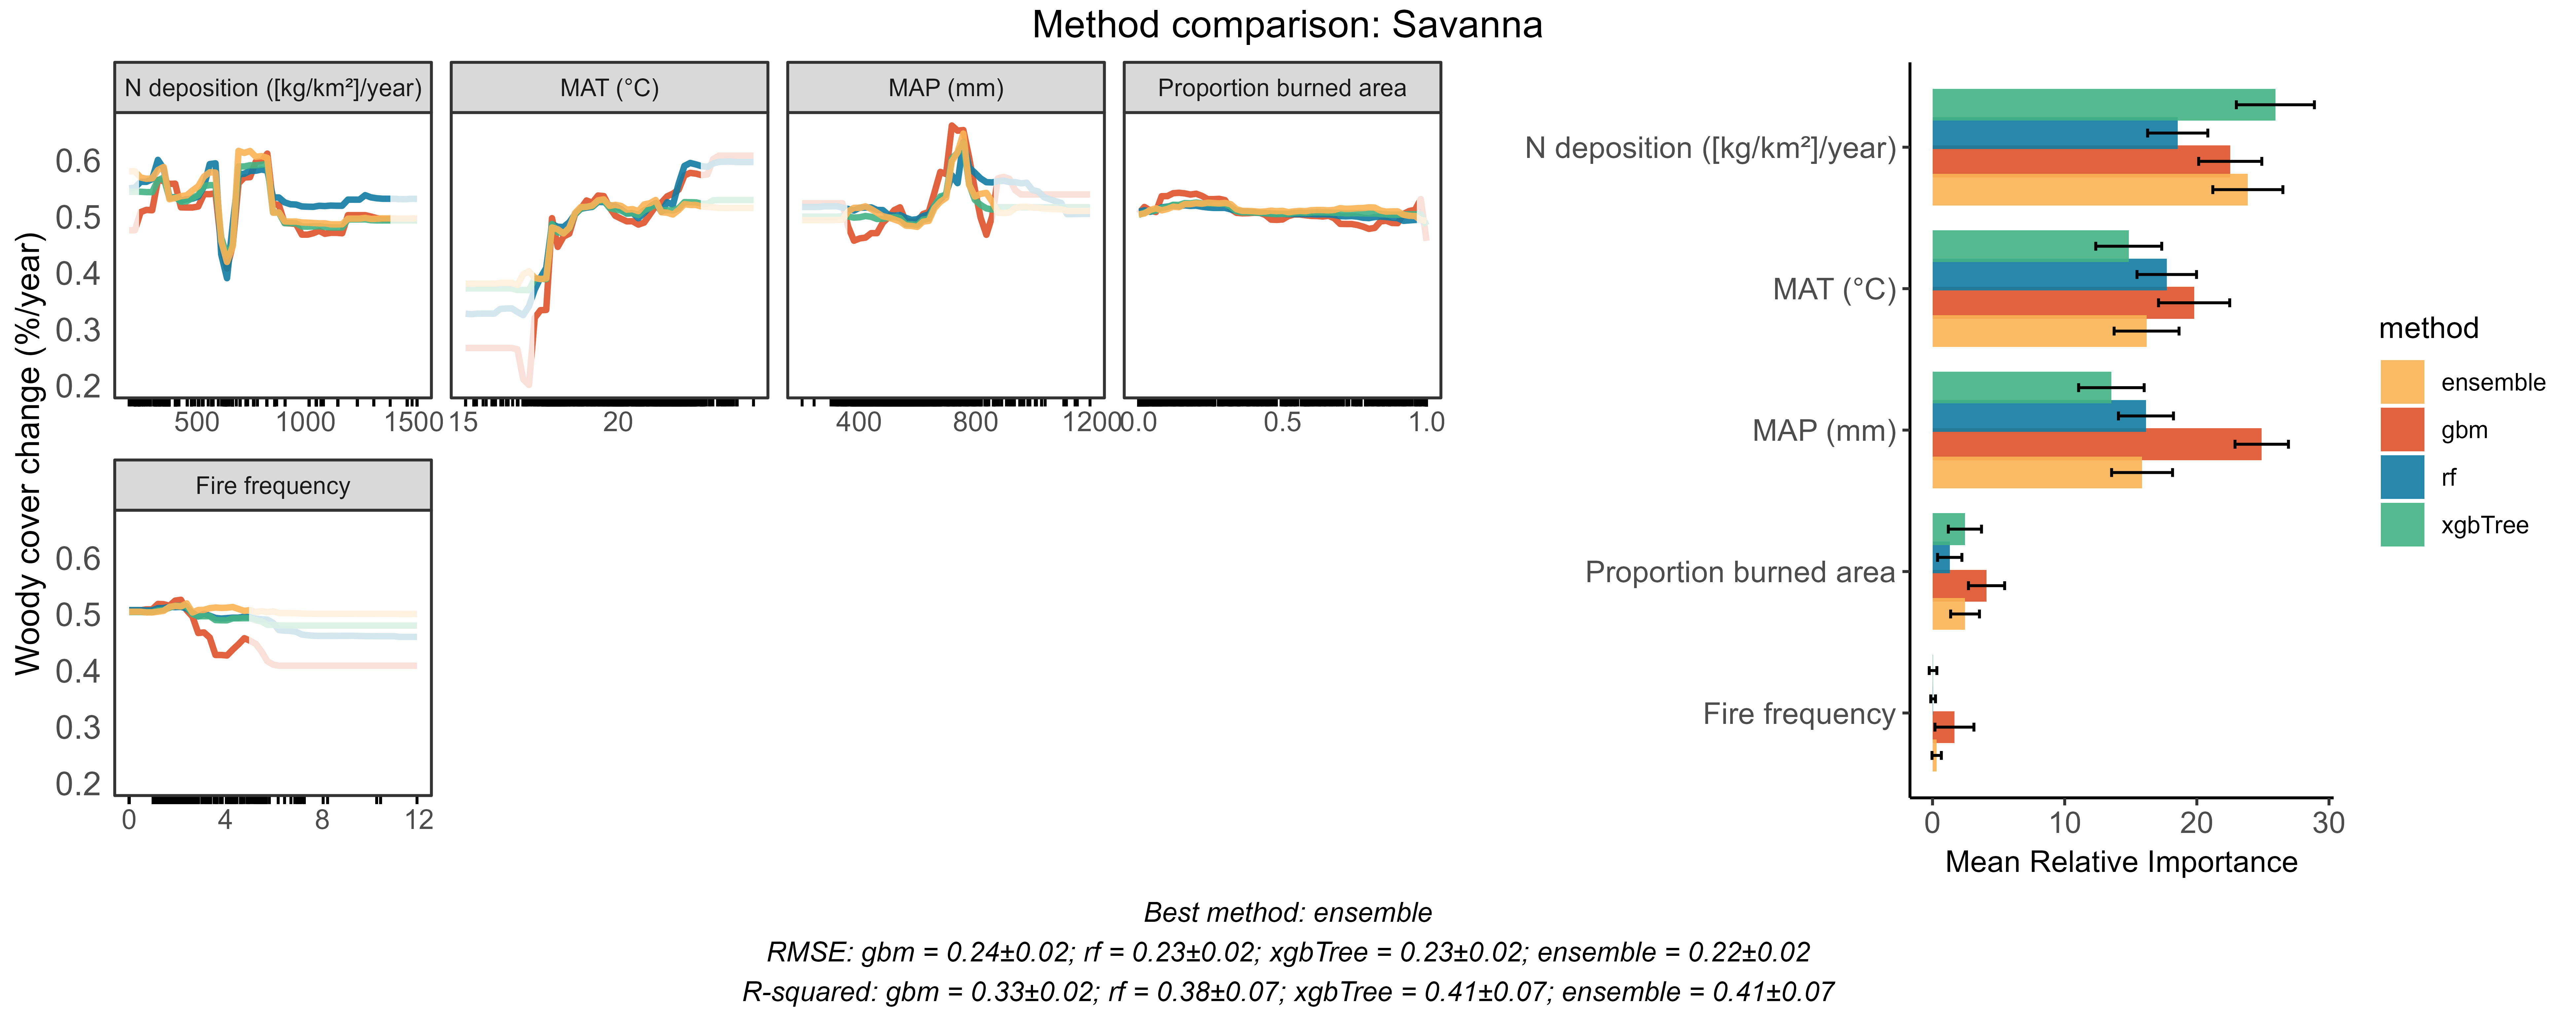 Method comparison: Savanna
N deposition ([kg/km²]/year)
MAT (°C)
MAP (mm)
Proportion burned area
Woody cover change (%/year)
0.6
0.5
0.4
0.3
0.2
500 1000 1500
15 20
400 800 1200
0.0 0.5 1.0
Fire frequency
0.6
0.5
0.4
0.3
0.2
0 4 8 12
N deposition ([kg/km²]/year)
MAT (°C)
MAP (mm)
Proportion burned area
Fire frequency
0 10 20 30
Mean Relative Importance
method
ensemble
gbm
rf
xgbTree
Best method: ensemble
RMSE: gbm = 0.24±0.02; rf = 0.23±0.02; xgbTree = 0.23±0.02; ensemble = 0.22±0.02
R-squared: gbm = 0.33±0.02; rf = 0.38±0.07; xgbTree = 0.41±0.07; ensemble = 0.41±0.07